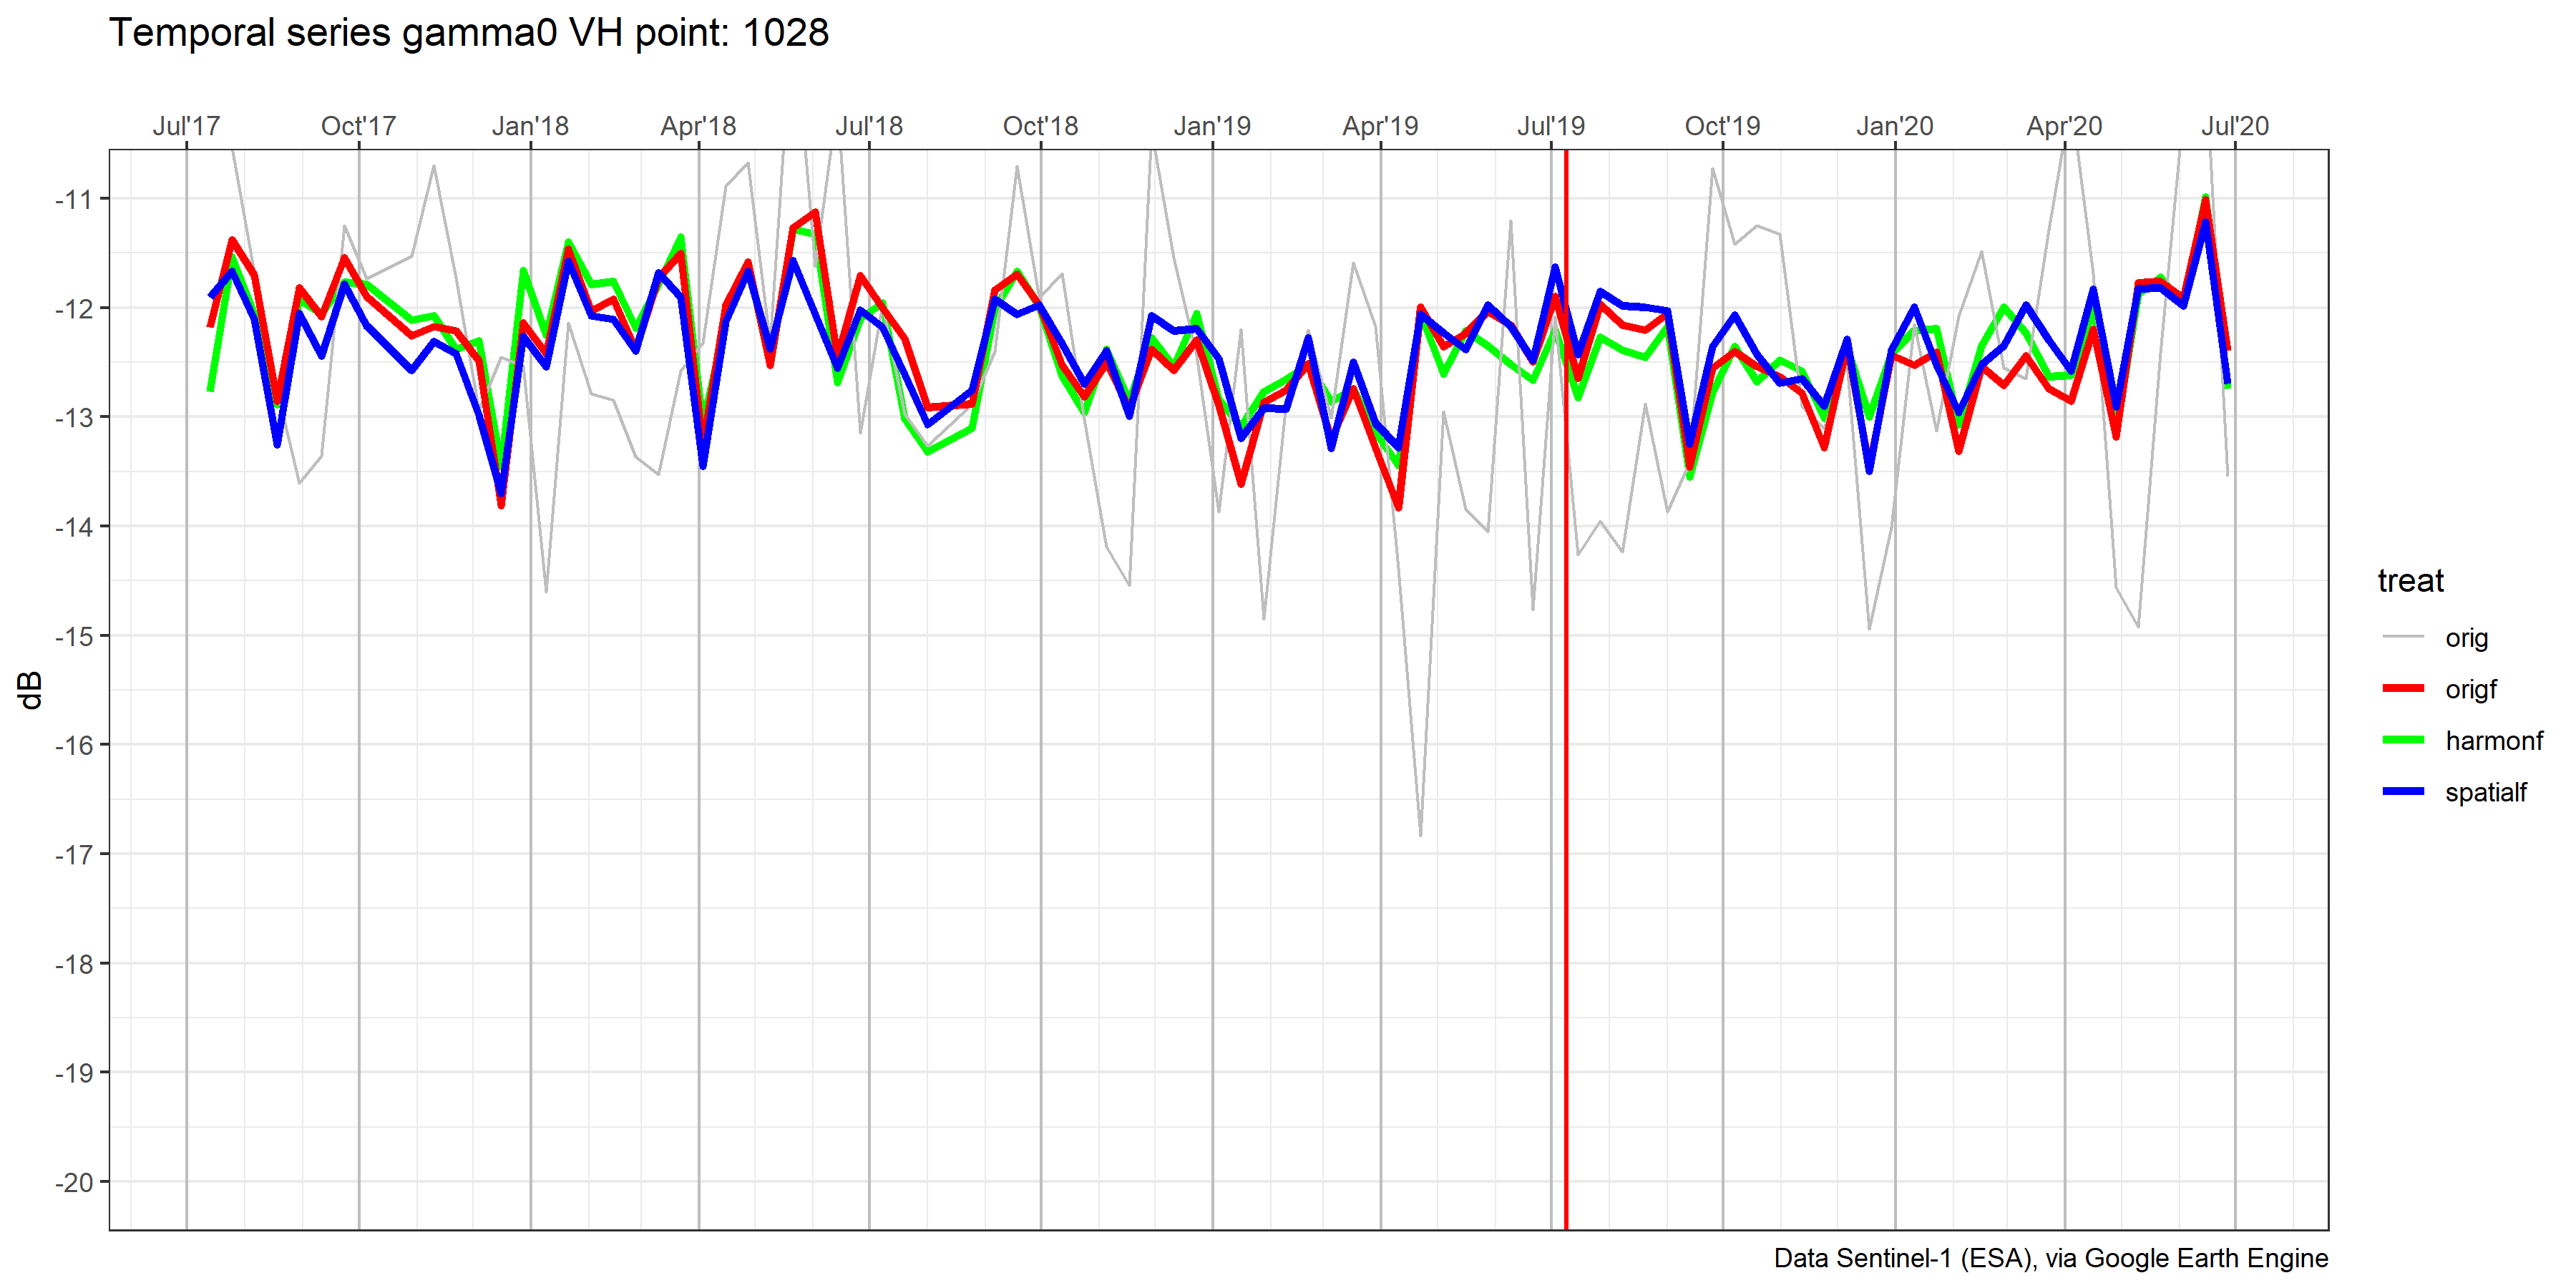 Temporal series gamma0 VH point: 1028
Jul'17 Oct'17 Jan'18 Apr'18 Jul'18 Oct'18 Jan'19 Apr'19 Jul'19 Oct'19 Jan'20 Apr'20 Jul'20
-11
-12
-13
-14
-15
-16
-17
-18
-19
-20
dB
treat
orig
origf
harmonf
spatialf
Data Sentinel-1 (ESA), via Google Earth Engine